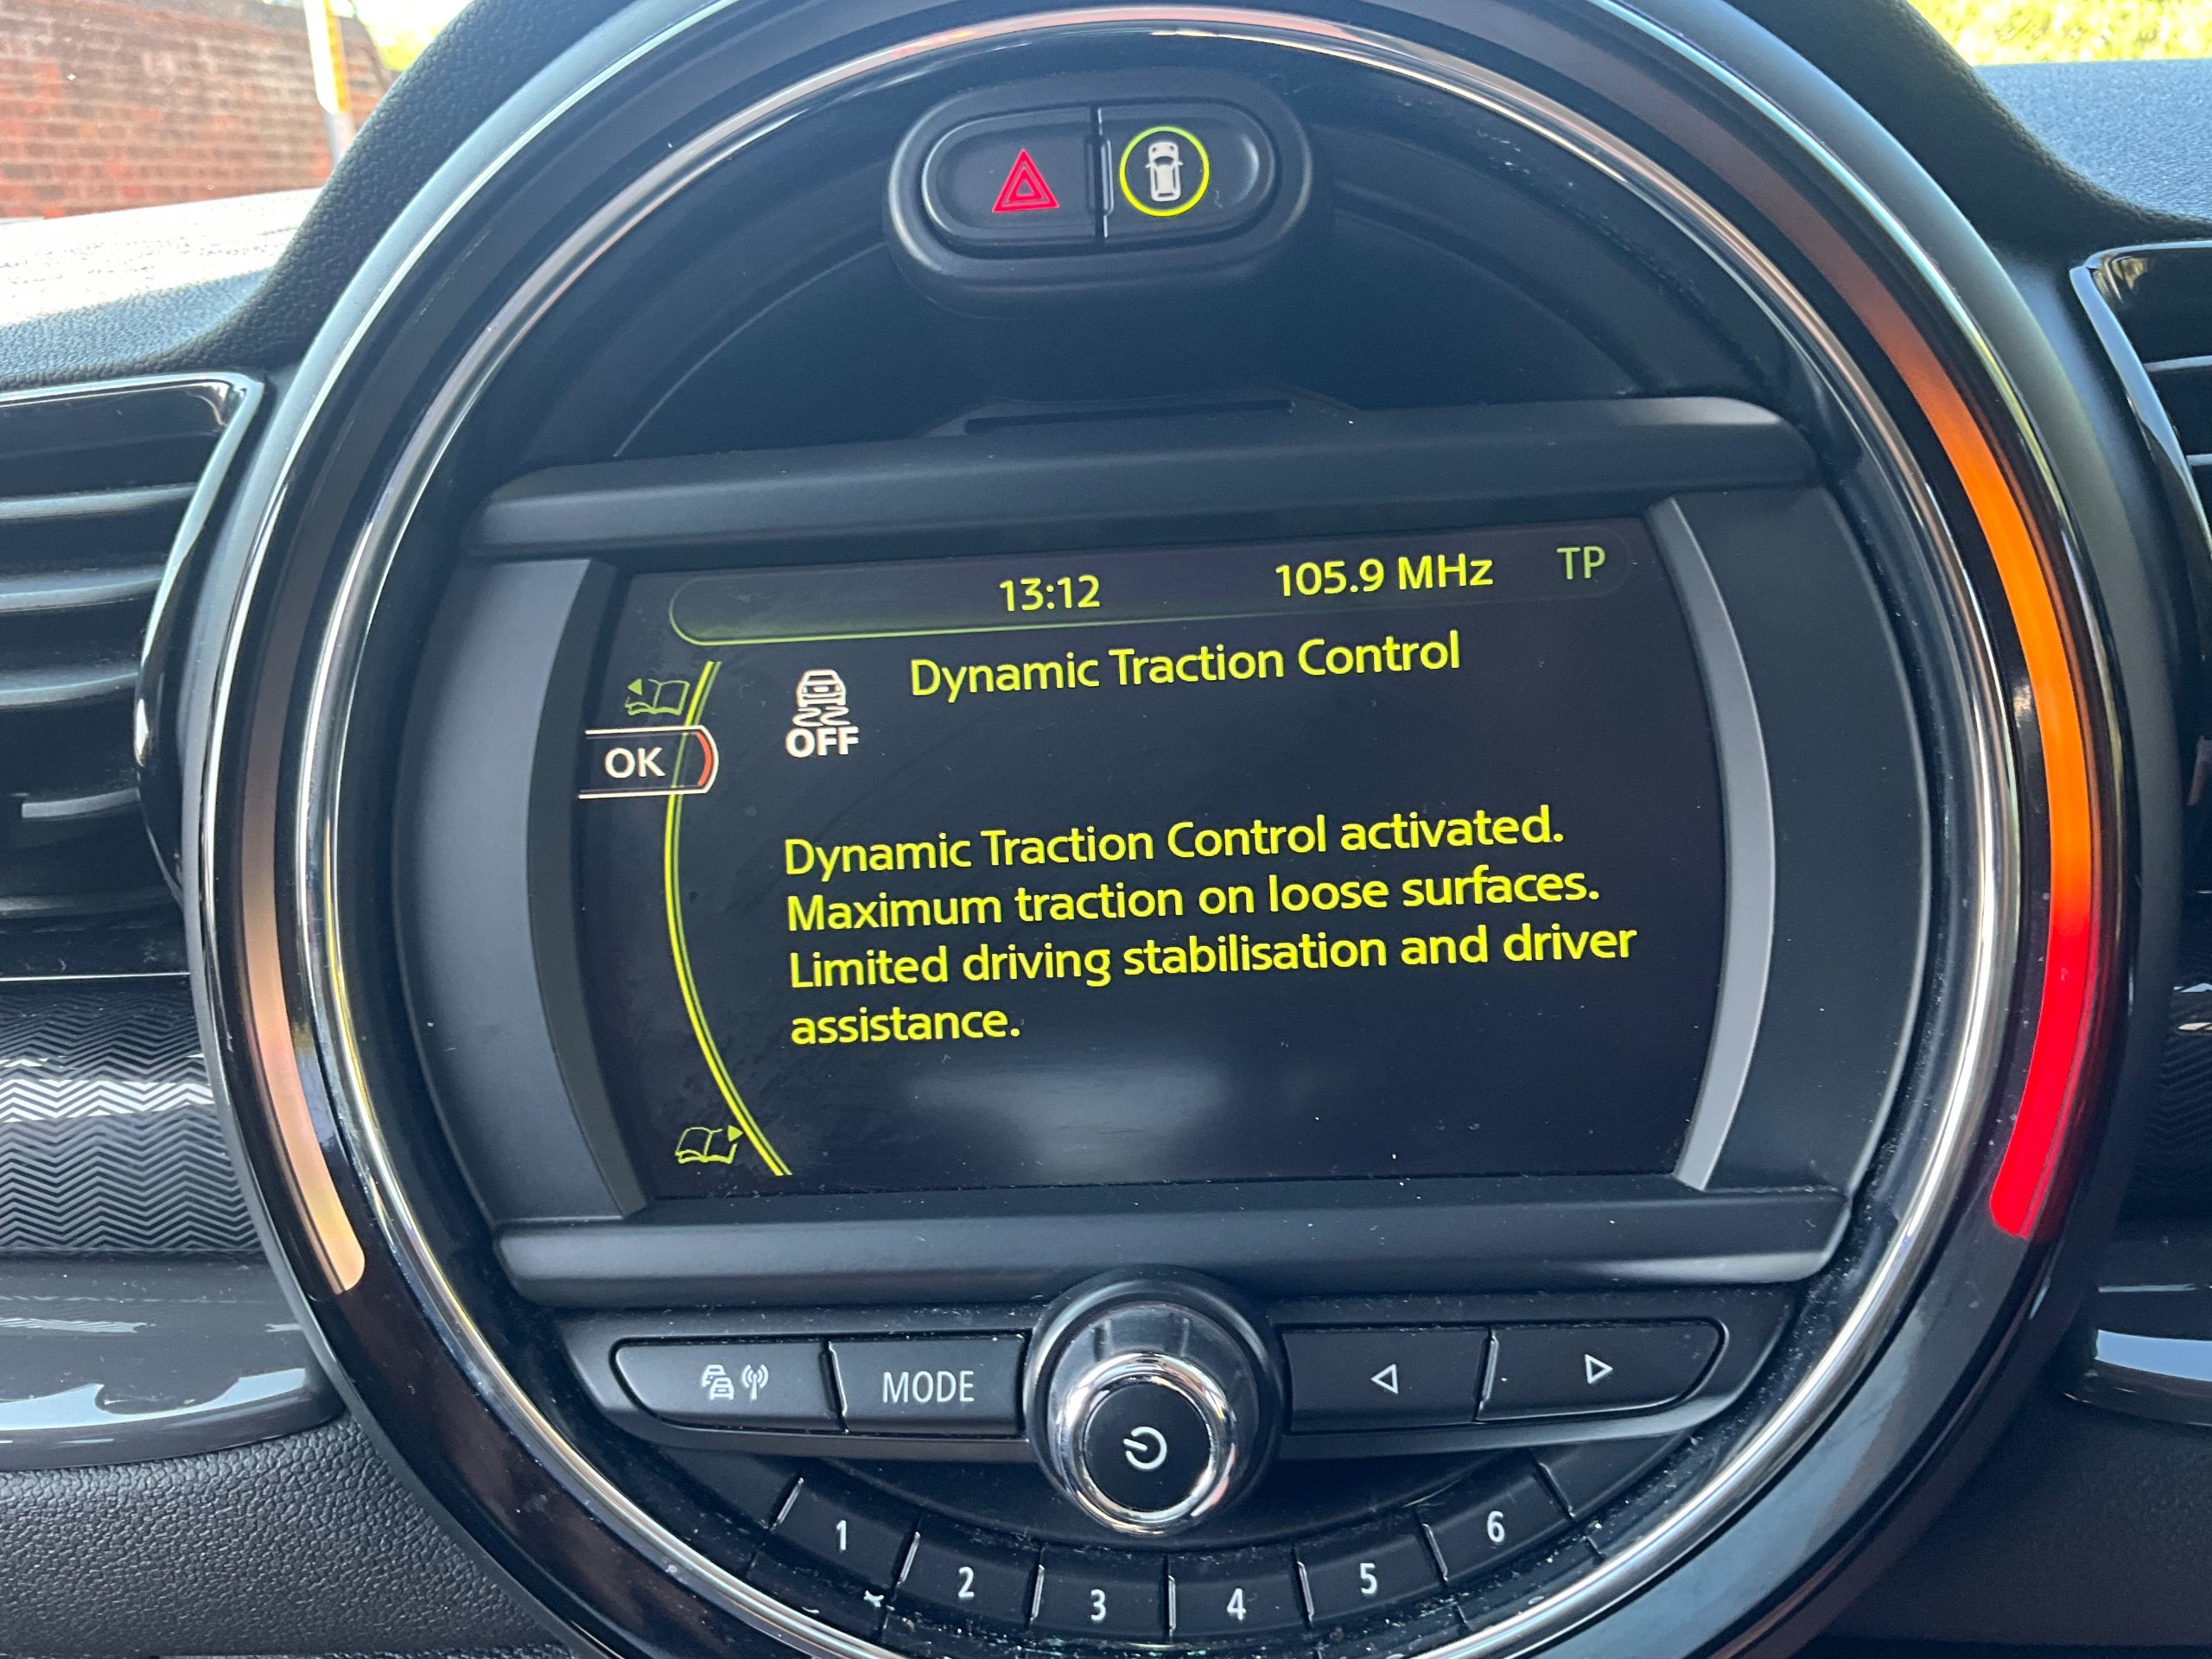 13:12 105.9 MHz TP
Dynamic Traction Control
OFF
OK
Dynamic Traction Control activated.
Maximum traction on loose surfaces.
Limited driving stabilisation and driver
assistance.
MODE
1 2 3 4 5 6